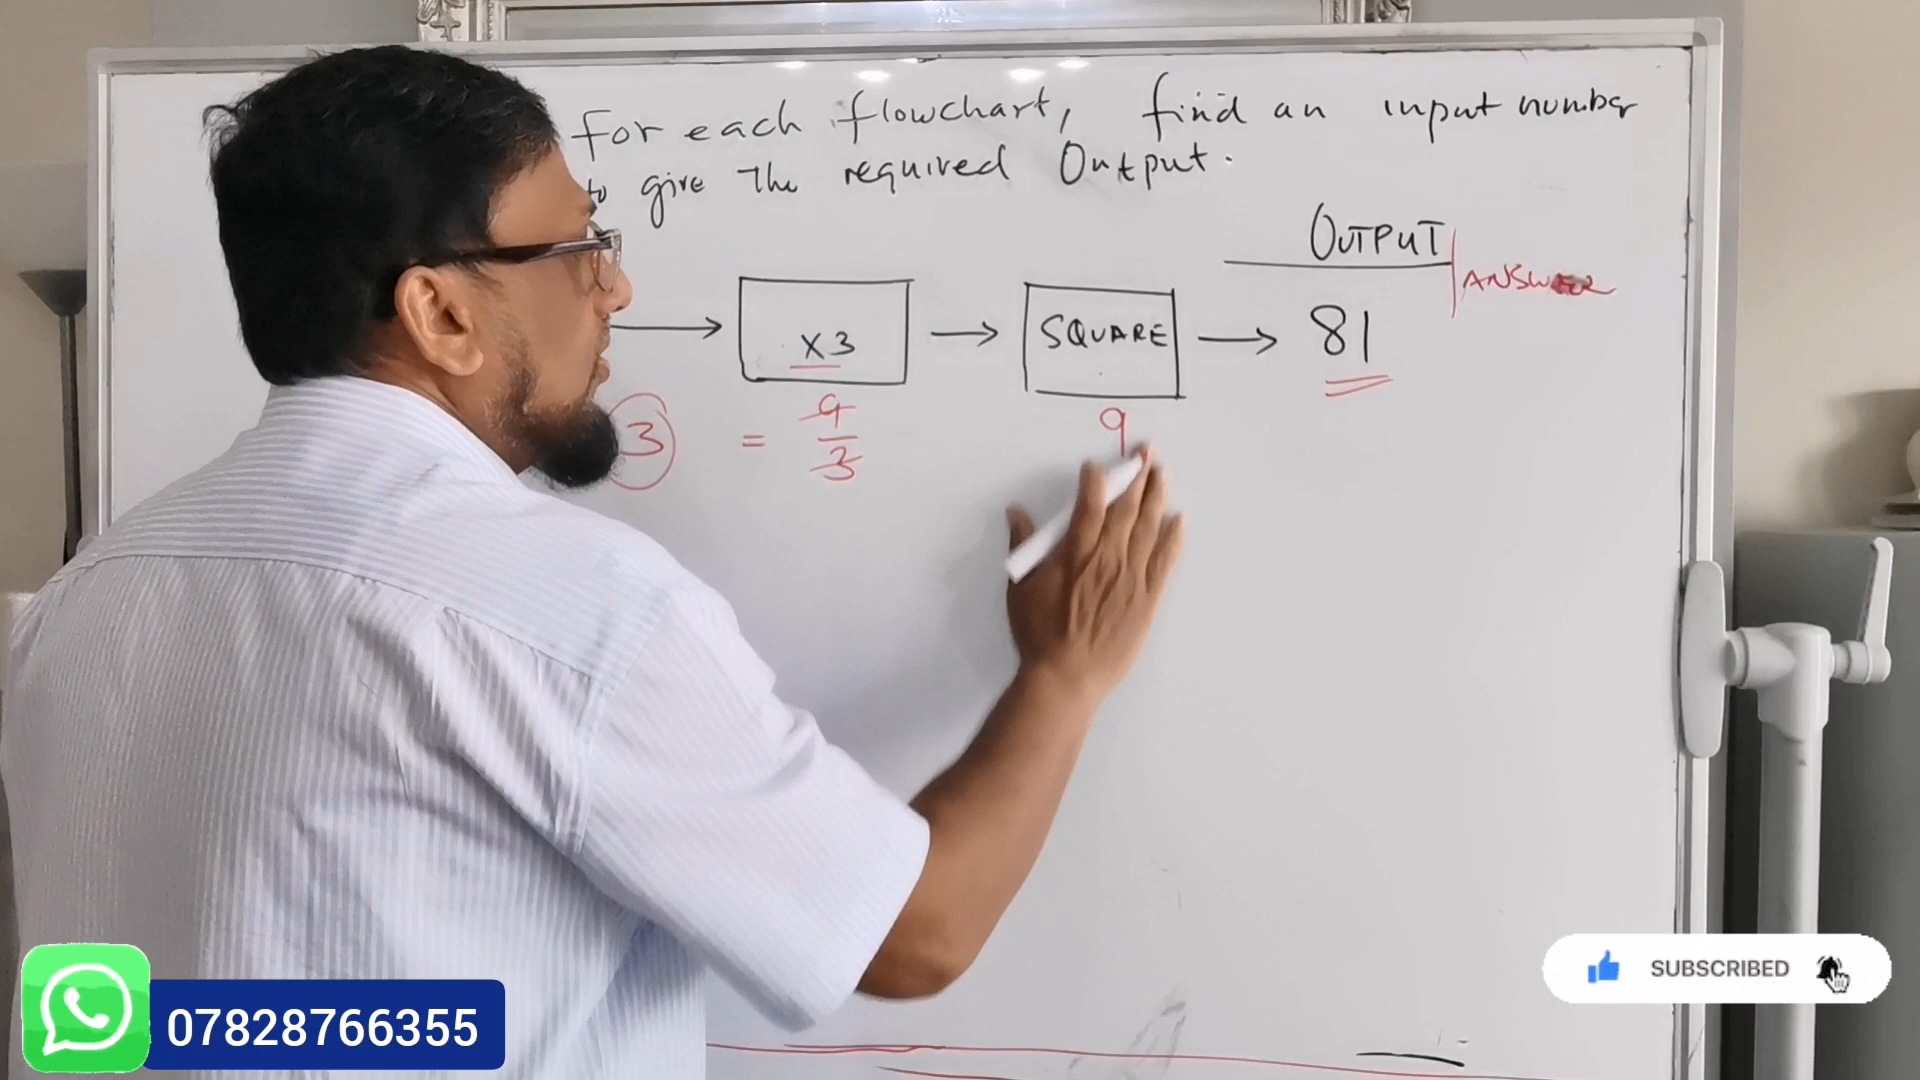 For each flowchart, find an input number
to give the required Output.
OUTPUT
ANSWER
X3
SQUARE
81
3 = 9/3
9
07828766355
SUBSCRIBED